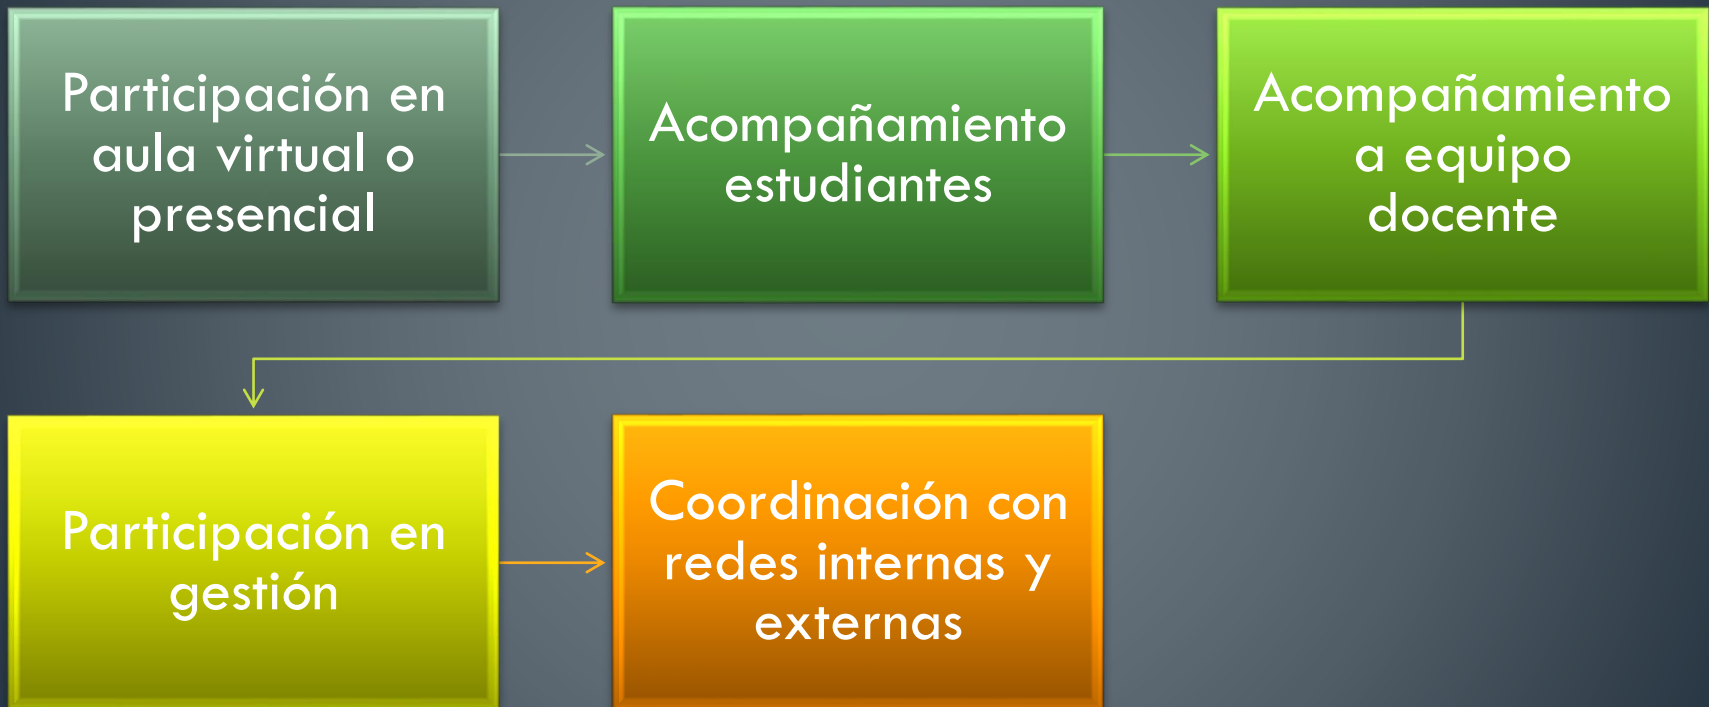 Participación en
aula virtual o
presencial
Acompañamiento
estudiantes
Acompañamiento
a equipo
docente
Participación en
gestión
Coordinación con
redes internas y
externas